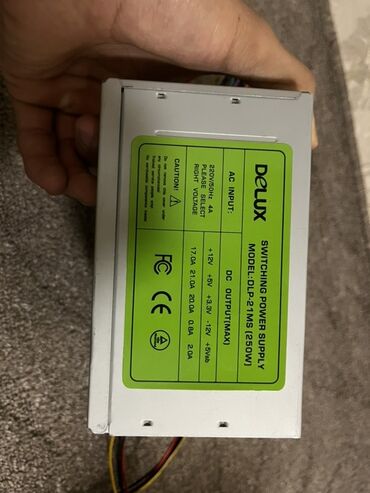 DeLUX
SWITCHING POWER SUPPLY
MODEL:DLP-21MS (250W)
AC INPUT:
220V/50Hz 4A
PLEASE SELECT
RIGHT VOLTAGE
DC OUTPUT(MAX)
+12V +5V +3.3V -12V +5Vsb
17.0A 21.0A 20.0A 0.8A 2.0A
CAUTION!
FC CE